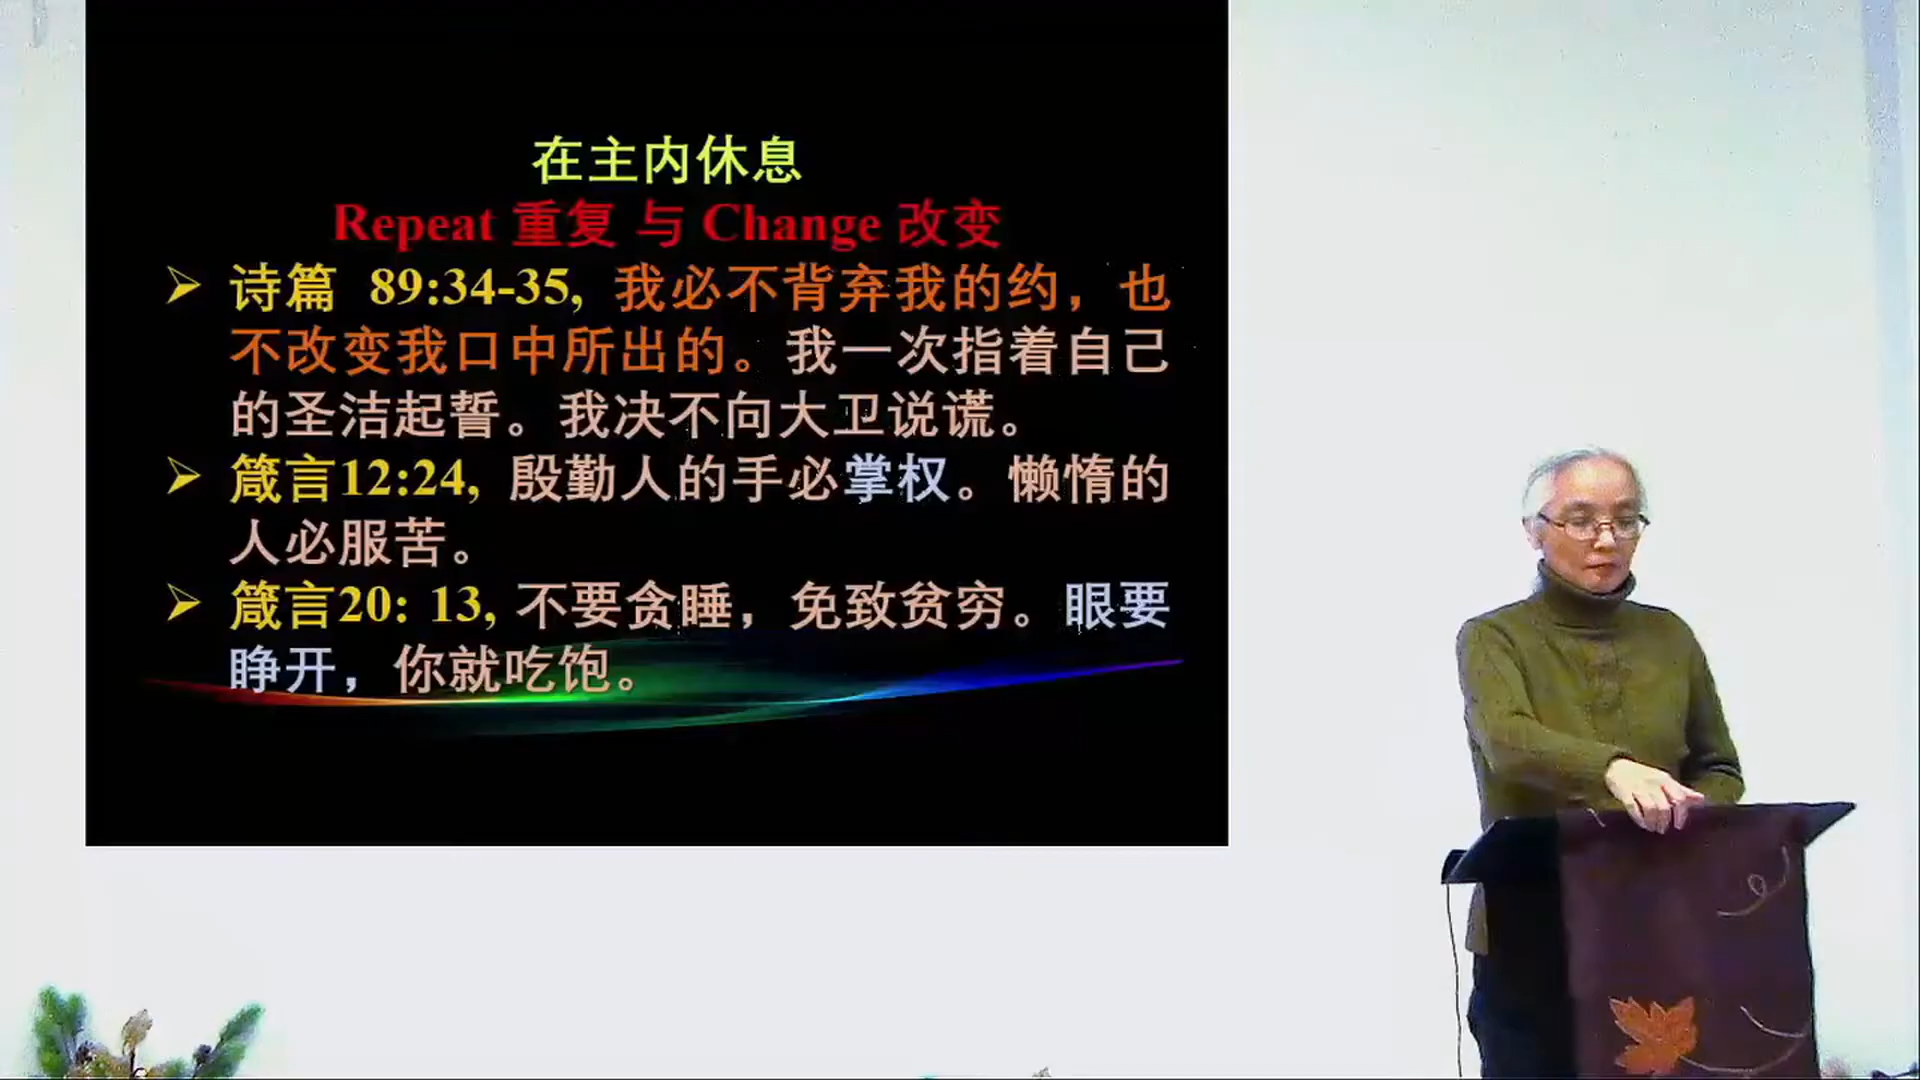 在主内休息
Repeat 重复 与 Change 改变
诗篇 89:34-35, 我必不背弃我的约，也
不改变我口中所出的。我一次指着自己
的圣洁起誓。我决不向大卫说谎。
箴言12:24, 殷勤人的手必掌权。懒惰的
人必服苦。
箴言20: 13, 不要贪睡，免致贫穷。眼要
睁开，你就吃饱。